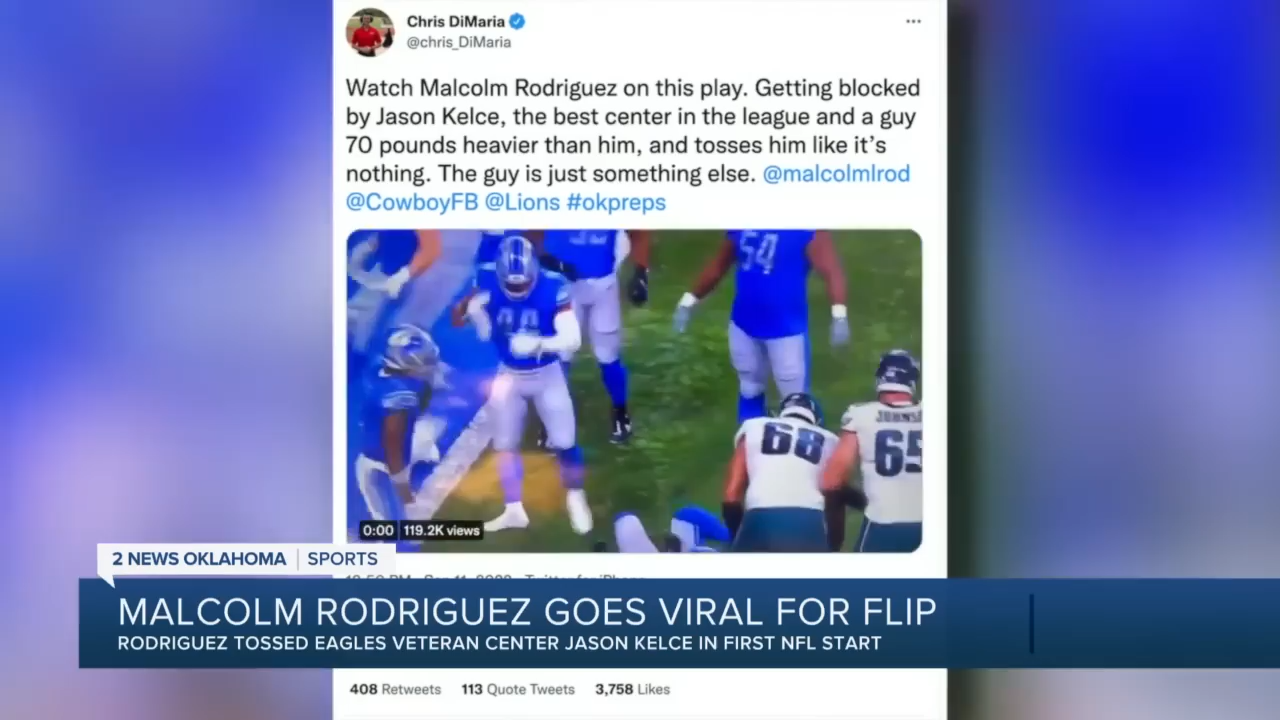 Chris DiMaria
@chris_DiMaria
Watch Malcolm Rodriguez on this play. Getting blocked
by Jason Kelce, the best center in the league and a guy
70 pounds heavier than him, and tosses him like it's
nothing. The guy is just something else. @malcolmlrod
@CowboyFB @Lions #okpreps
54
68
65
0:00 119.2K views
2 NEWS OKLAHOMA | SPORTS
MALCOLM RODRIGUEZ GOES VIRAL FOR FLIP
RODRIGUEZ TOSSED EAGLES VETERAN CENTER JASON KELCE IN FIRST NFL START
408 Retweets 113 Quote Tweets 3,758 Likes